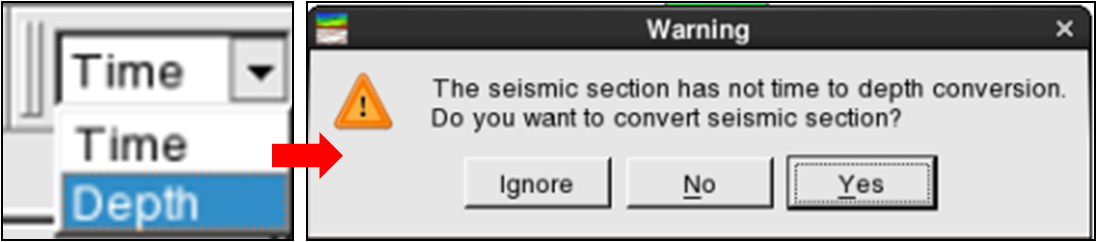 Time
Time
Depth
Warning
The seismic section has not time to depth conversion.
Do you want to convert seismic section?
Ignore
No
Yes